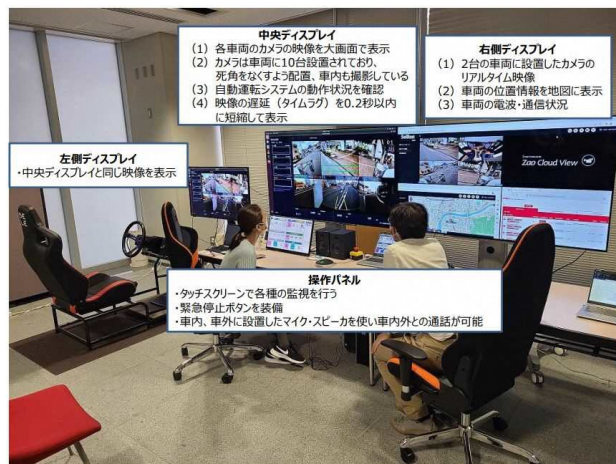 中央ディスプレイ
（1）各車両のカメラの映像を大画面で表示
（2）カメラは車両に10台設置されており、
死角をなくすよう配置、車内も撮影している
（3）自動運転システムの動作状況を確認
（4）映像の遅延（タイムラグ）を0.2秒以内
に短縮して表示
右側ディスプレイ
（1）2台の車両に設置したカメラの
リアルタイム映像
（2）車両の位置情報を地図に表示
（3）車両の電波・通信状況
左側ディスプレイ
・中央ディスプレイと同じ映像を表示
Zao Cloud View
操作パネル
・タッチスクリーンで各種の監視を行う
・緊急停止ボタンを装備
・車内、車外に設置したマイク・スピーカを使い車内外との通話が可能